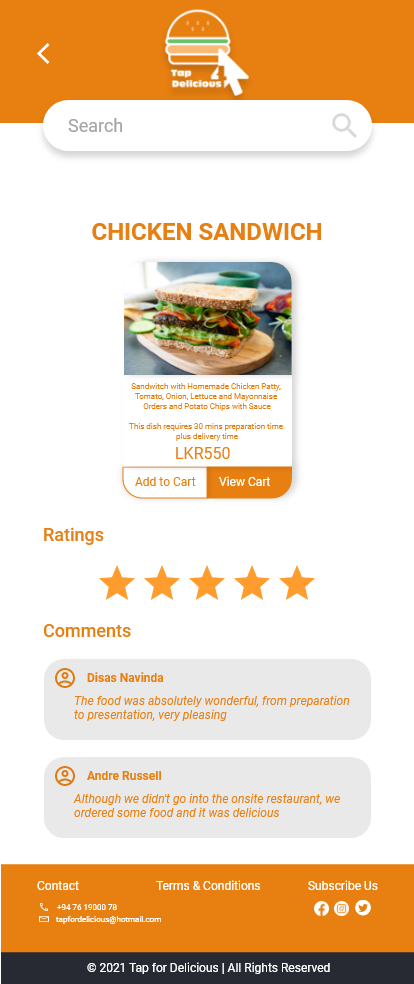 Tap
Delicious
Search
CHICKEN SANDWICH
Sandwitch with Homemade Chicken Patty,
Tomato, Onion, Lettuce and Mayonnaise
Orders and Potato Chips with Sauce
This dish requires 30 mins preparation time
plus delivery time
LKR550
Add to Cart
View Cart
Ratings
Comments
Disas Navinda
The food was absolutely wonderful, from preparation
to presentation, very pleasing
Andre Russell
Although we didn't go into the onsite restaurant, we
ordered some food and it was delicious
Contact
Terms & Conditions
Subscribe Us
+94 76 19000 78
tapfordelicious@hotmail.com
© 2021 Tap for Delicious | All Rights Reserved